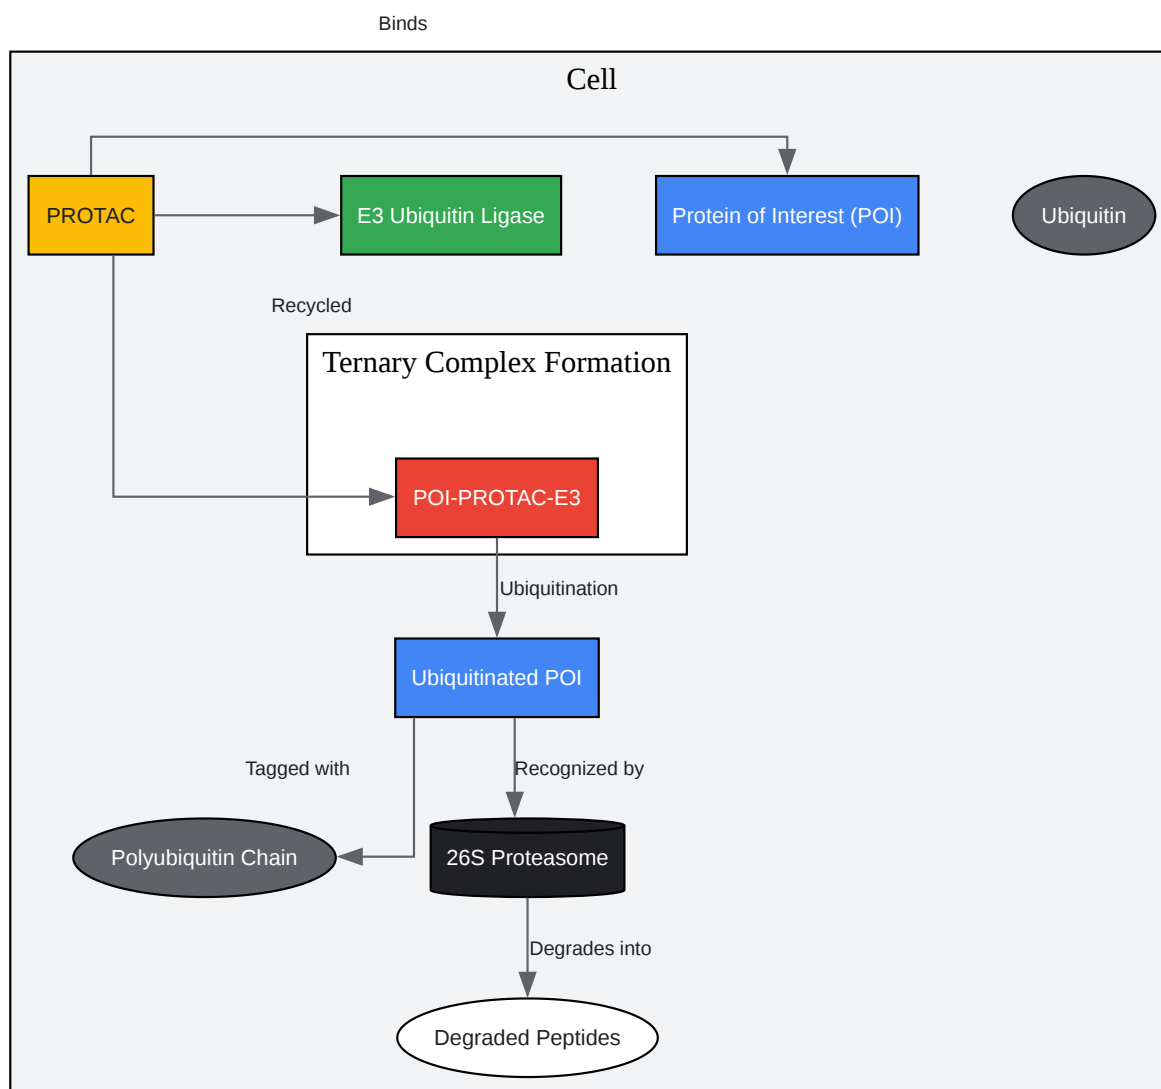 Binds
Cell
PROTAC
E3 Ubiquitin Ligase
Protein of Interest (POI)
Ubiquitin
Recycled
Ternary Complex Formation
POI-PROTAC-E3
Ubiquitination
Ubiquitinated POI
Tagged with
Recognized by
Polyubiquitin Chain
26S Proteasome
Degrades into
Degraded Peptides